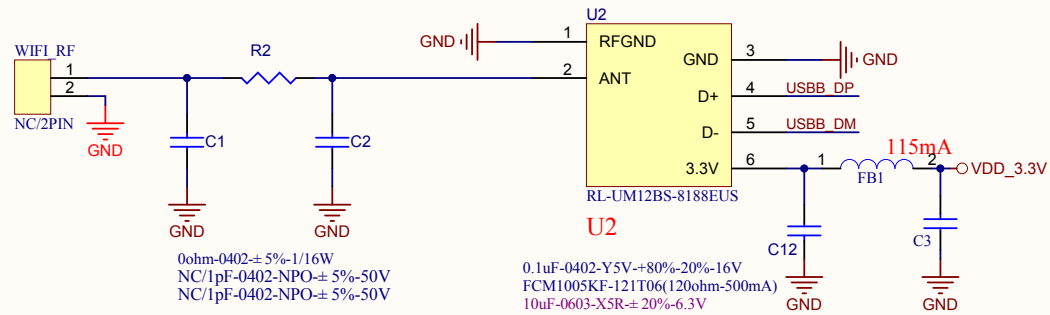 U2
WIFI_RF
R2
GND
1
RFGND
GND
3
GND
1
2
ANT
2
D+
4
USBB_DP
NC/2PIN
GND
C1
C2
D-
5
USBB_DM
115mA
3.3V
6
1
2
VDD_3.3V
FB1
RL-UM12BS-8188EUS
U2
GND
GND
C12
C3
0ohm-0402-±5%-1/16W
NC/1pF-0402-NPO-±5%-50V
NC/1pF-0402-NPO-±5%-50V
0.1uF-0402-Y5V-+80%-20%-16V
FCM1005KF-121T06(120ohm-500mA)
10uF-0603-X5R-±20%-6.3V
GND
GND